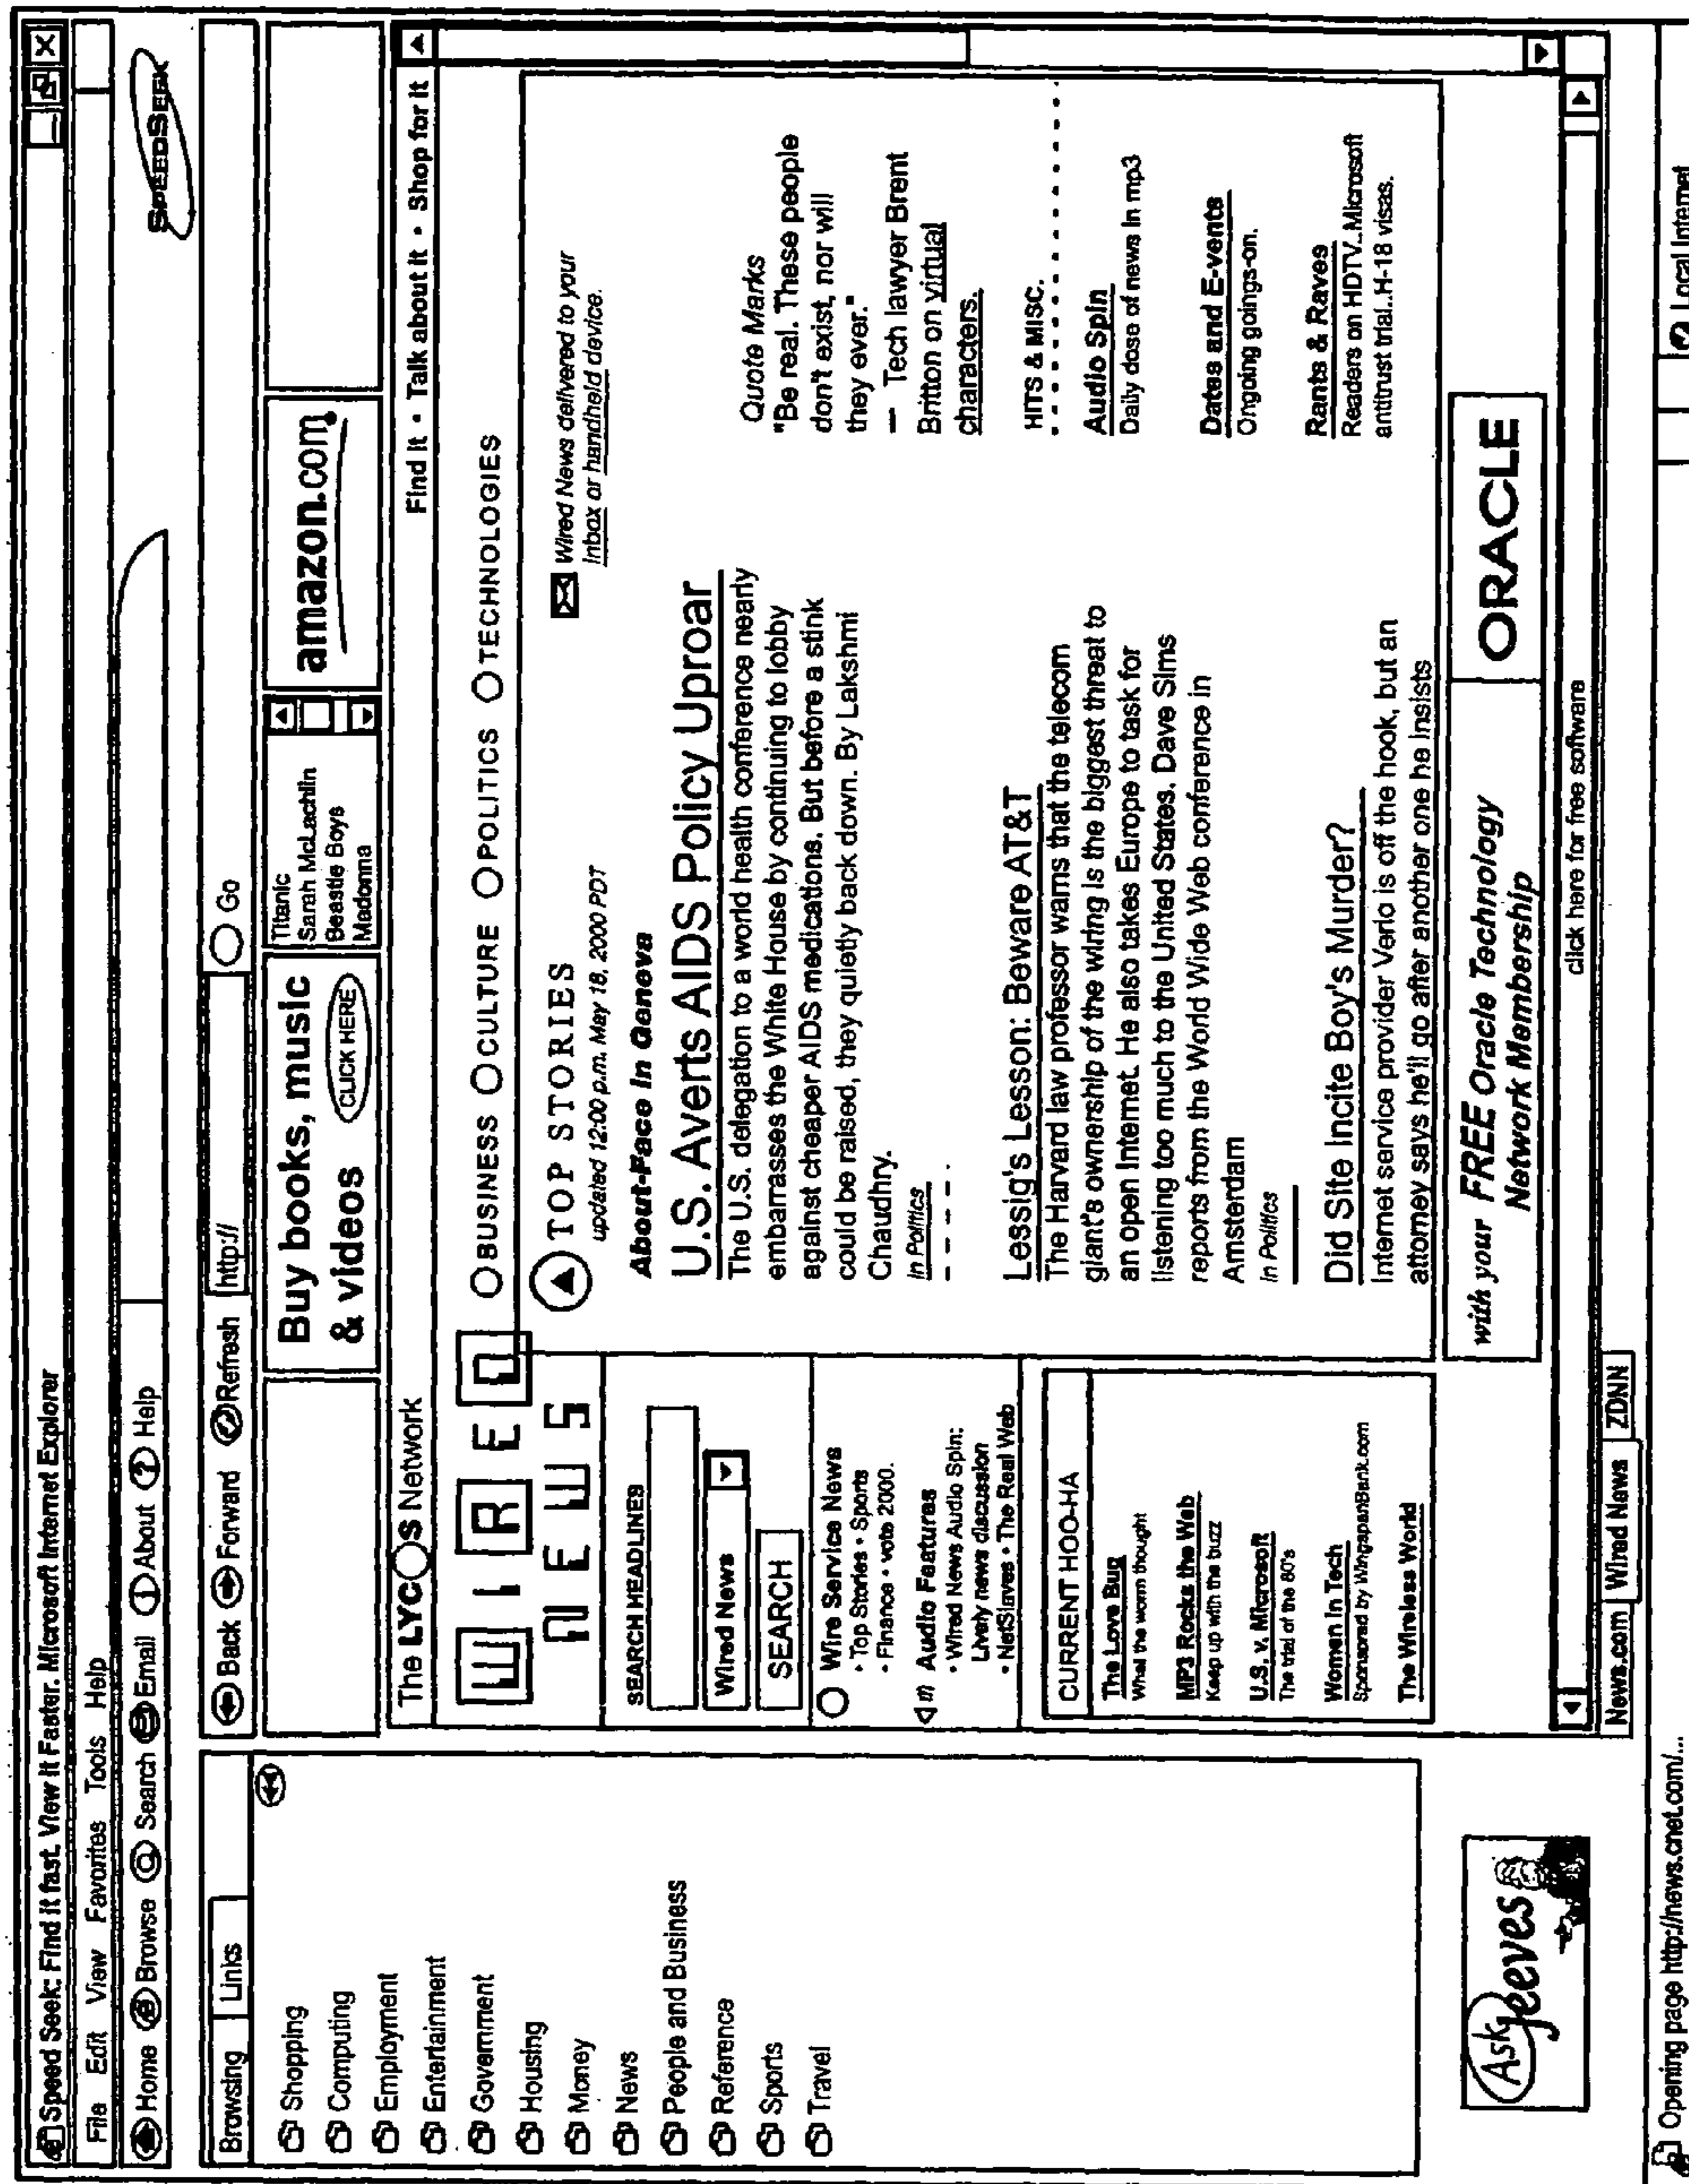 Speed Seek: Find it fast. View it Faster. Microsoft Internet Explorer
File Edit View Favorites Tools Help
Home Browse Search Email About Help
SPEEDSEEK
Browsing Links
Shopping
Computing
Employment
Entertainment
Government
Housing
Money
News
People and Business
Reference
Sports
Travel
Ask Jeeves
Back Forward Refresh http:// Go
Buy books, music
& videos CLICK HERE
Titanic
Sarah McLachlin
Beastie Boys
Madonna
amazon.com
The LYCOS Network
Find It • Talk about It • Shop for it
WIRED
NEWS
BUSINESS CULTURE POLITICS TECHNOLOGIES
SEARCH HEADLINES
Wired News
SEARCH
Wire Service News
• Top Stories • Sports
• Finance • vote 2000.
Audio Features
• Wired News Audio Spin:
Lively news discussion
• NetSlaves • The Real Web
CURRENT HOO-HA
The Love Bug
What the worm thought
MP3 Rocks the Web
Keep up with the buzz
U.S. v. Microsoft
The trial of the 80's
Women In Tech
Sponsored by WingspanBank.com
The Wireless World
TOP STORIES
updated 12:00 p.m. May 18, 2000 PDT
Wired News delivered to your
Inbox or handheld device.
About-Face In Geneva
U.S. Averts AIDS Policy Uproar
The U.S. delegation to a world health conference nearly
embarrasses the White House by continuing to lobby
against cheaper AIDS medications. But before a stink
could be raised, they quietly back down. By Lakshmi
Chaudhry.
In Politics
Lessig's Lesson: Beware AT&T
The Harvard law professor warns that the telecom
giant's ownership of the wiring is the biggest threat to
an open Internet. He also takes Europe to task for
listening too much to the United States. Dave Sims
reports from the World Wide Web conference in
Amsterdam
In Politics
Did Site Incite Boy's Murder?
Internet service provider Verio is off the hook, but an
attorney says he'll go after another one he insists
Quote Marks
"Be real. These people
don't exist, nor will
they ever."
— Tech lawyer Brent
Britton on virtual
characters.
HITS & MISC.
Audio Spin
Daily dose of news in mp3
Dates and E-vents
Ongoing goings-on.
Rants & Raves
Readers on HDTV..Microsoft
antitrust trial..H-18 visas.
with your FREE Oracle Technology
Network Membership
ORACLE
click here for free software
News.com Wired News ZDNN
Opening page http://news.cnet.com/...
Local Internet